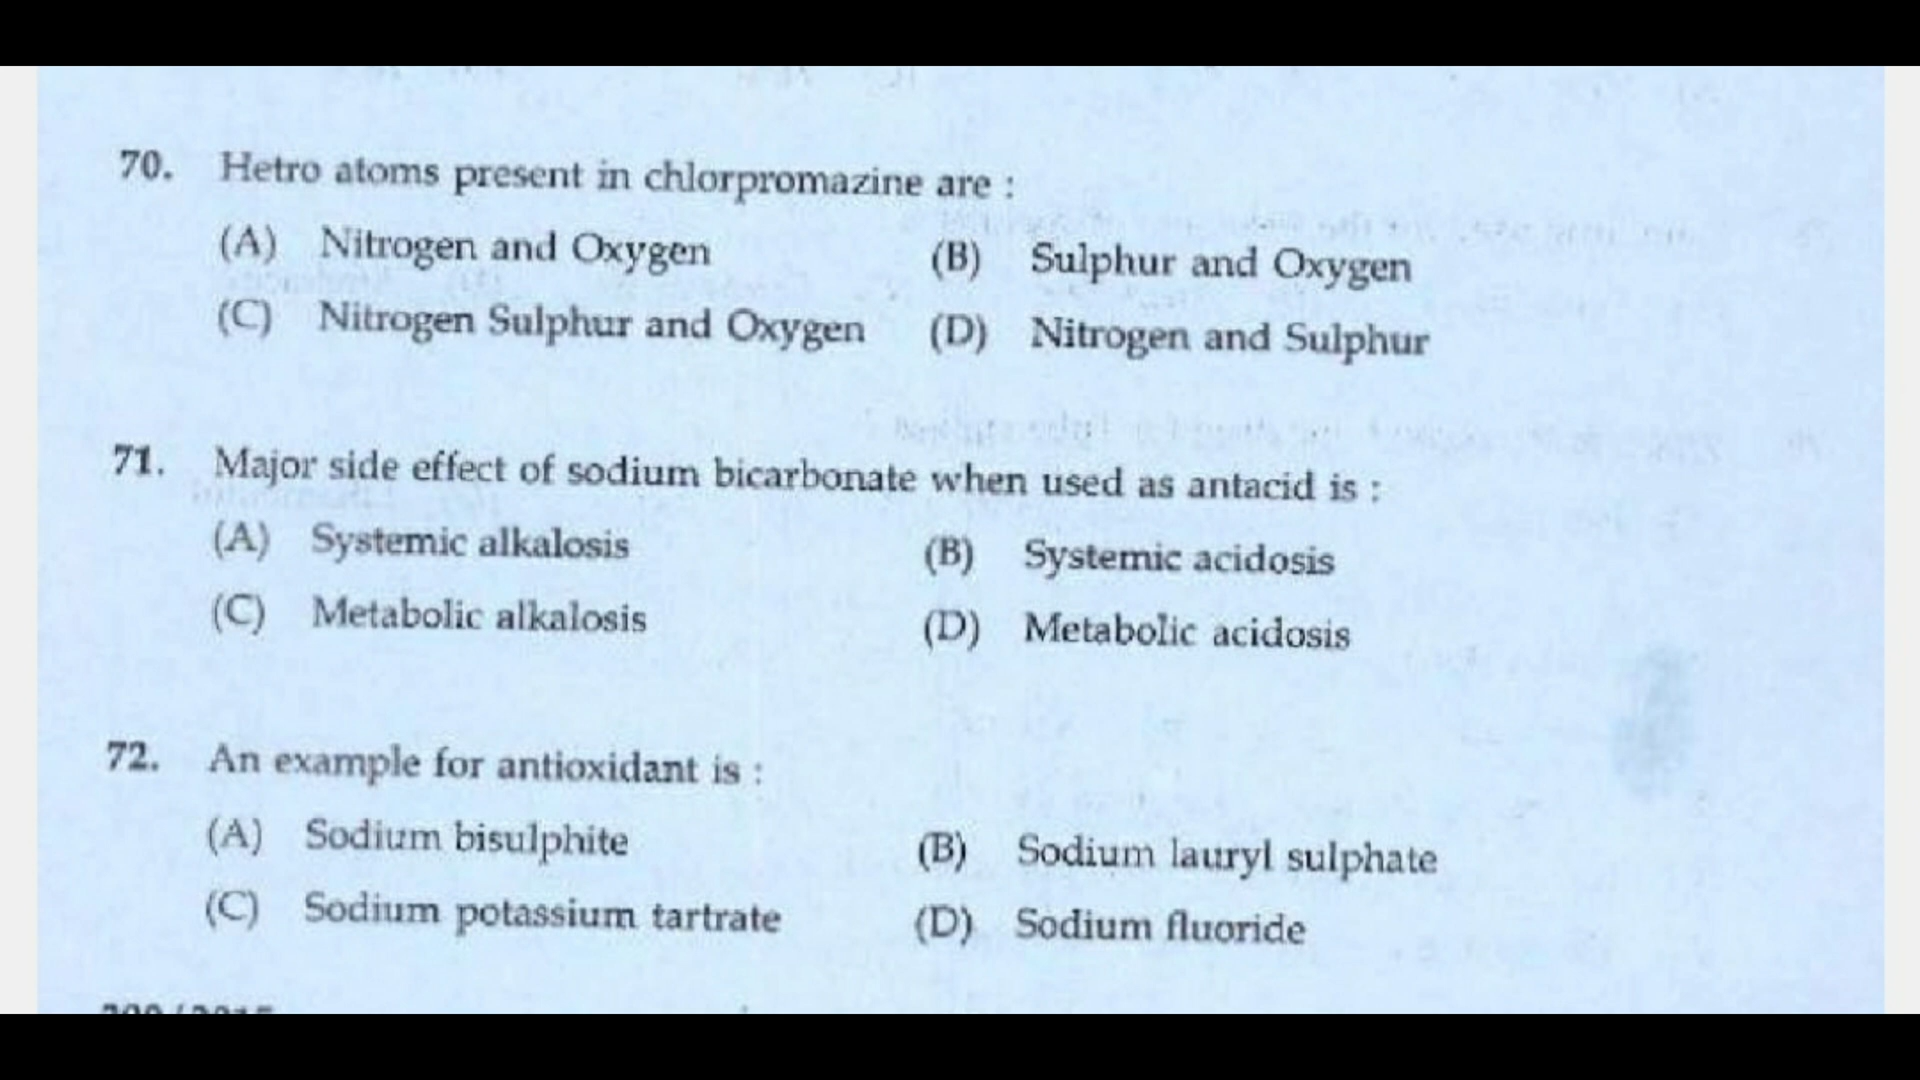 70. Hetro atoms present in chlorpromazine are :
(A) Nitrogen and Oxygen (B) Sulphur and Oxygen
(C) Nitrogen Sulphur and Oxygen (D) Nitrogen and Sulphur
71. Major side effect of sodium bicarbonate when used as antacid is :
(A) Systemic alkalosis (B) Systemic acidosis
(C) Metabolic alkalosis (D) Metabolic acidosis
72. An example for antioxidant is :
(A) Sodium bisulphite (B) Sodium lauryl sulphate
(C) Sodium potassium tartrate (D) Sodium fluoride